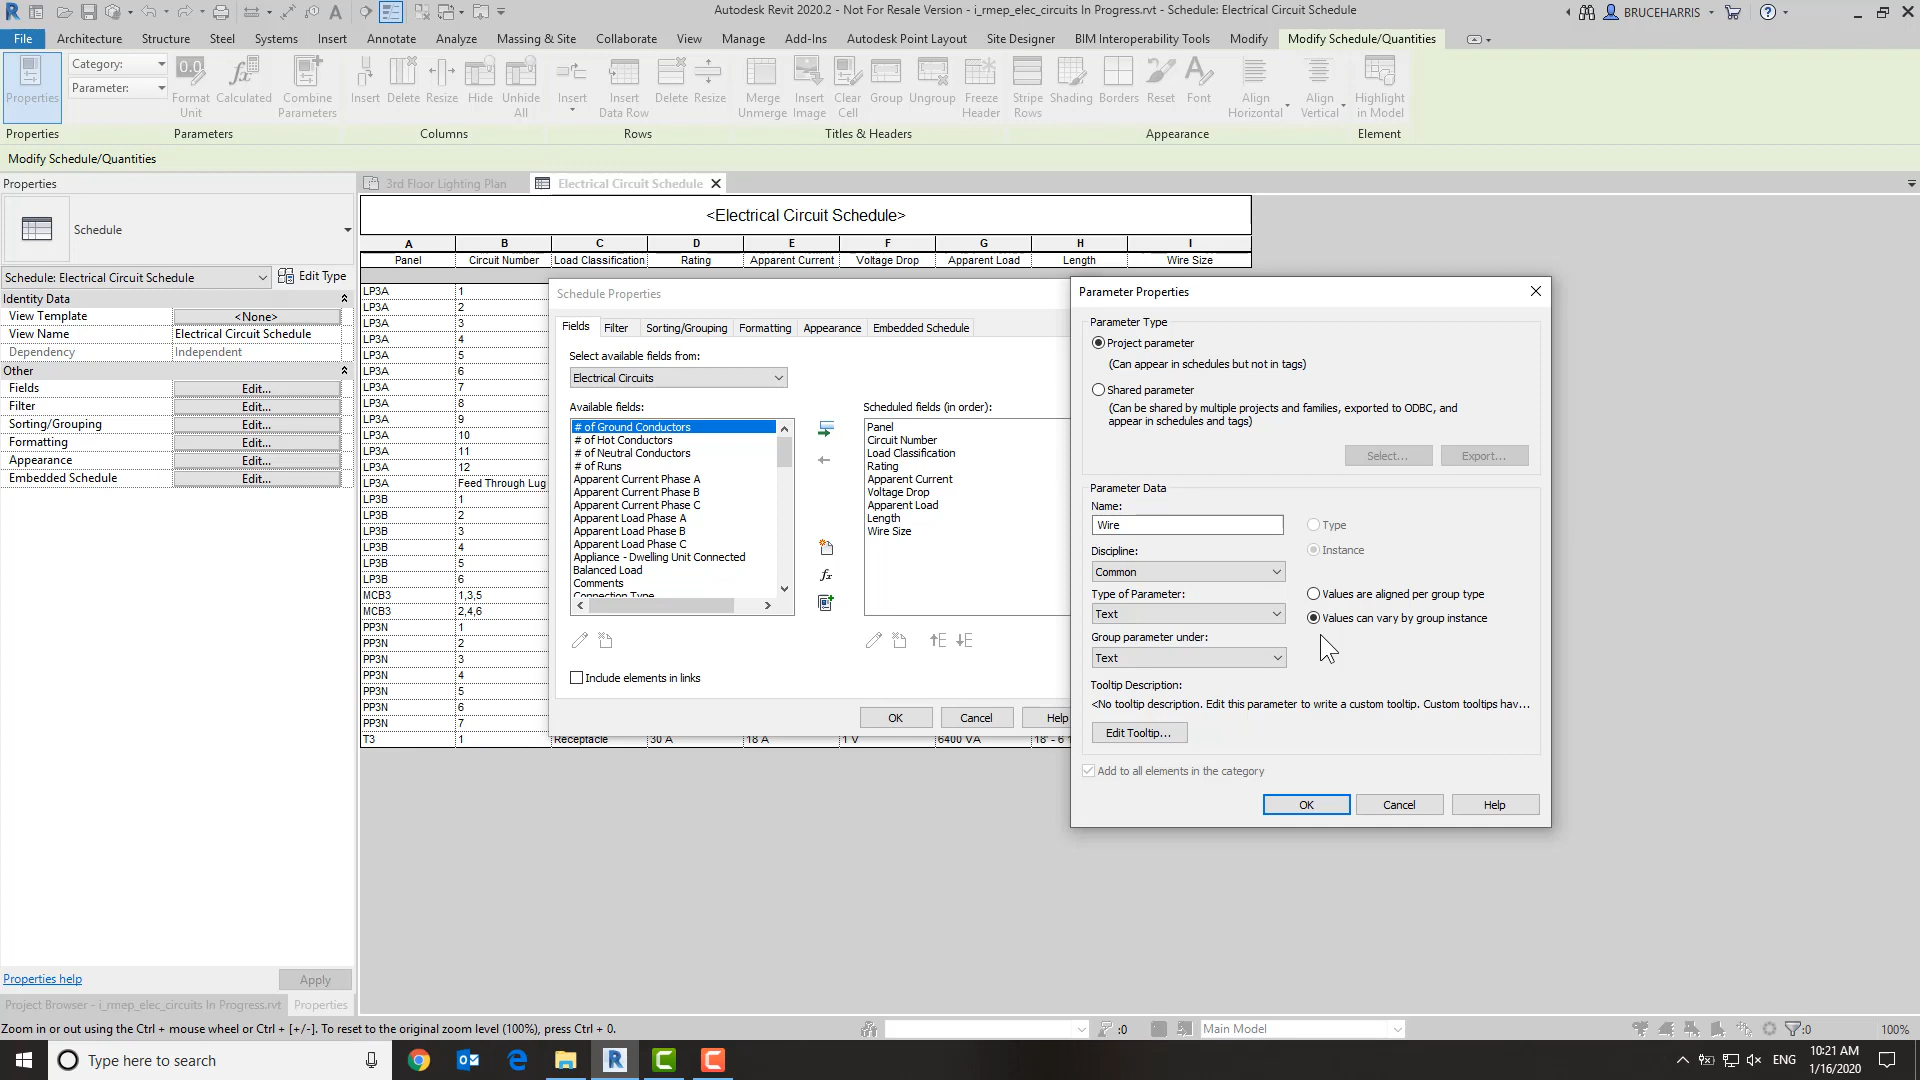 Autodesk Revit 2020.2 - Not For Resale Version - i_rmep_elec_circuits In Progress.rvt - Schedule: Electrical Circuit Schedule
BRUCEHARRIS
File Architecture Structure Steel Systems Insert Annotate Analyze Massing & Site Collaborate View Manage Add-Ins Autodesk Point Layout Site Designer BIM Interoperability Tools Modify Modify Schedule/Quantities
Category:
Parameter:
Properties
Format Unit
Calculated
Combine Parameters
Insert
Delete
Resize
Hide
Unhide All
Insert
Insert Data Row
Delete
Resize
Merge Unmerge
Insert Image
Clear Cell
Group
Ungroup
Freeze Header
Stripe Rows
Shading
Borders
Reset
Font
Align Horizontal
Align Vertical
Highlight in Model
Properties Parameters Columns Rows Titles & Headers Appearance Element
Modify Schedule/Quantities
Properties
Schedule
Schedule: Electrical Circuit Schedule
Edit Type
Identity Data
View Template <None>
View Name Electrical Circuit Schedule
Dependency Independent
Other
Fields Edit...
Filter Edit...
Sorting/Grouping Edit...
Formatting Edit...
Appearance Edit...
Embedded Schedule Edit...
Properties help
Apply
Project Browser - i_rmep_elec_circuits In Progress.rvt
Properties
3rd Floor Lighting Plan
Electrical Circuit Schedule
<Electrical Circuit Schedule>
A B C D E F G H I
Panel Circuit Number Load Classification Rating Apparent Current Voltage Drop Apparent Load Length Wire Size
LP3A 1
LP3A 2
LP3A 3
LP3A 4
LP3A 5
LP3A 6
LP3A 7
LP3A 8
LP3A 9
LP3A 10
LP3A 11
LP3A 12
LP3A Feed Through Lug
LP3B 1
LP3B 2
LP3B 3
LP3B 4
LP3B 5
LP3B 6
MCB3 1,3,5
MCB3 2,4,6
PP3N 1
PP3N 2
PP3N 3
PP3N 4
PP3N 5
PP3N 6
PP3N 7
T3 1 Receptacle 30 A 18 A 1 V 6400 VA 18' - 6
Schedule Properties
Fields Filter Sorting/Grouping Formatting Appearance Embedded Schedule
Select available fields from:
Electrical Circuits
Available fields:
# of Ground Conductors
# of Hot Conductors
# of Neutral Conductors
# of Runs
Apparent Current Phase A
Apparent Current Phase B
Apparent Current Phase C
Apparent Load Phase A
Apparent Load Phase B
Apparent Load Phase C
Appliance - Dwelling Unit Connected
Balanced Load
Comments
Connection Type
Scheduled fields (in order):
Panel
Circuit Number
Load Classification
Rating
Apparent Current
Voltage Drop
Apparent Load
Length
Wire Size
Include elements in links
OK Cancel Help
Parameter Properties
Parameter Type
Project parameter
(Can appear in schedules but not in tags)
Shared parameter
(Can be shared by multiple projects and families, exported to ODBC, and
appear in schedules and tags)
Select... Export...
Parameter Data
Name:
Wire
Type
Discipline:
Instance
Common
Type of Parameter:
Values are aligned per group type
Text
Values can vary by group instance
Group parameter under:
Text
Tooltip Description:
<No tooltip description. Edit this parameter to write a custom tooltip. Custom tooltips hav...
Edit Tooltip...
Add to all elements in the category
OK Cancel Help
Zoom in or out using the Ctrl + mouse wheel or Ctrl + [+/-]. To reset to the original zoom level (100%), press Ctrl + 0.
:0
Main Model
:0
100%
Type here to search
ENG
10:21 AM
1/16/2020